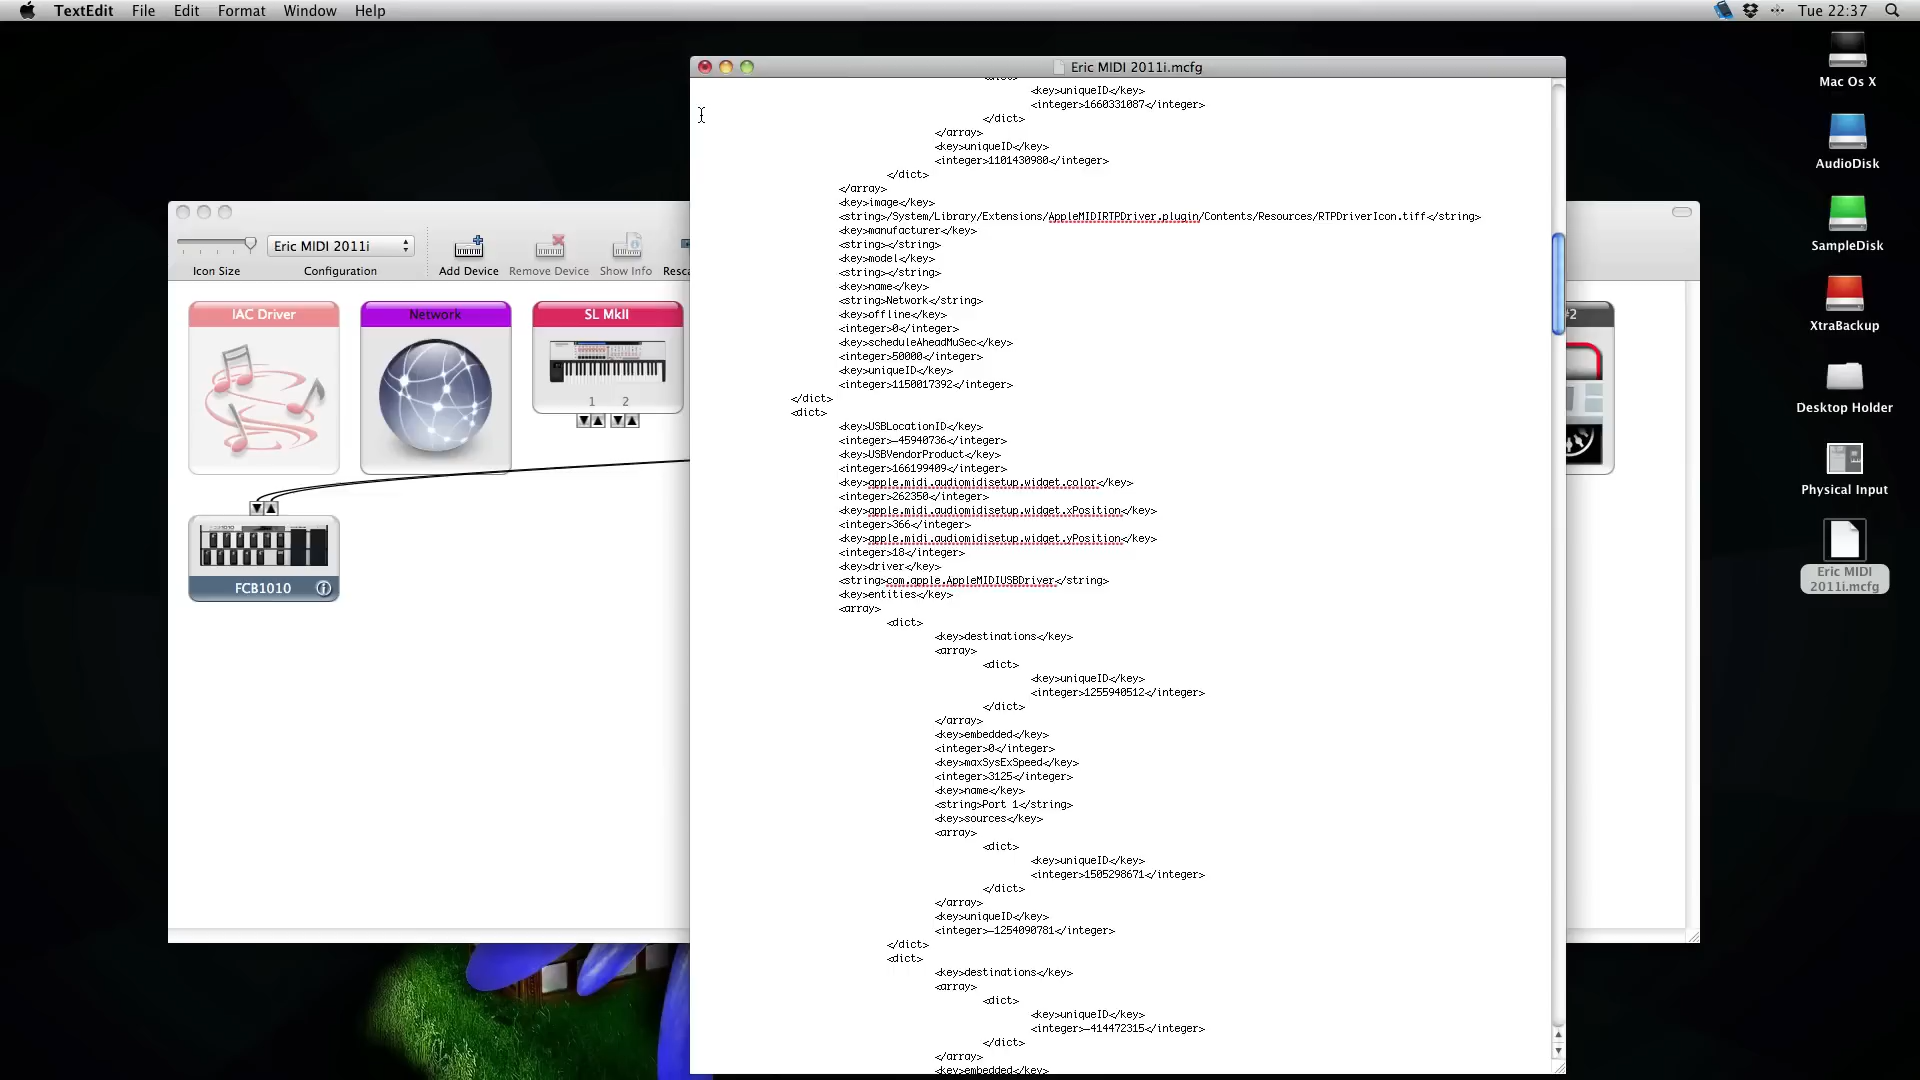 TextEdit File Edit Format Window Help Tue 22:37
Mac Os X
AudioDisk
SampleDisk
XtraBackup
Desktop Holder
Physical Input
Eric MIDI
2011i.mcfg
Eric MIDI 2011i
Icon Size Configuration Add Device Remove Device Show Info Resca
IAC Driver Network SL MkII
1 2
FCB1010
#2
Eric MIDI 2011i.mcfg
<key>uniqueID</key>
<integer>1660331087</integer>
</dict>
</array>
<key>uniqueID</key>
<integer>1101430980</integer>
</dict>
</array>
<key>image</key>
<string>/System/Library/Extensions/AppleMIDIRTPDriver.plugin/Contents/Resources/RTPDriverIcon.tiff</string>
<key>manufacturer</key>
<string></string>
<key>model</key>
<string></string>
<key>name</key>
<string>Network</string>
<key>offline</key>
<integer>0</integer>
<key>scheduleAheadMuSec</key>
<integer>50000</integer>
<key>uniqueID</key>
<integer>1150017392</integer>
</dict>
<dict>
<key>USBLocationID</key>
<integer>-45940736</integer>
<key>USBVendorProduct</key>
<integer>166199409</integer>
<key>apple.midi.audiomidisetup.widget.color</key>
<integer>262350</integer>
<key>apple.midi.audiomidisetup.widget.xPosition</key>
<integer>366</integer>
<key>apple.midi.audiomidisetup.widget.yPosition</key>
<integer>18</integer>
<key>driver</key>
<string>com.apple.AppleMIDIUSBDriver</string>
<key>entities</key>
<array>
<dict>
<key>destinations</key>
<array>
<dict>
<key>uniqueID</key>
<integer>1255940512</integer>
</dict>
</array>
<key>embedded</key>
<integer>0</integer>
<key>maxSysExSpeed</key>
<integer>3125</integer>
<key>name</key>
<string>Port 1</string>
<key>sources</key>
<array>
<dict>
<key>uniqueID</key>
<integer>1505298671</integer>
</dict>
</array>
<key>uniqueID</key>
<integer>-1254090781</integer>
</dict>
<dict>
<key>destinations</key>
<array>
<dict>
<key>uniqueID</key>
<integer>-414472315</integer>
</dict>
</array>
<key>embedded</key>